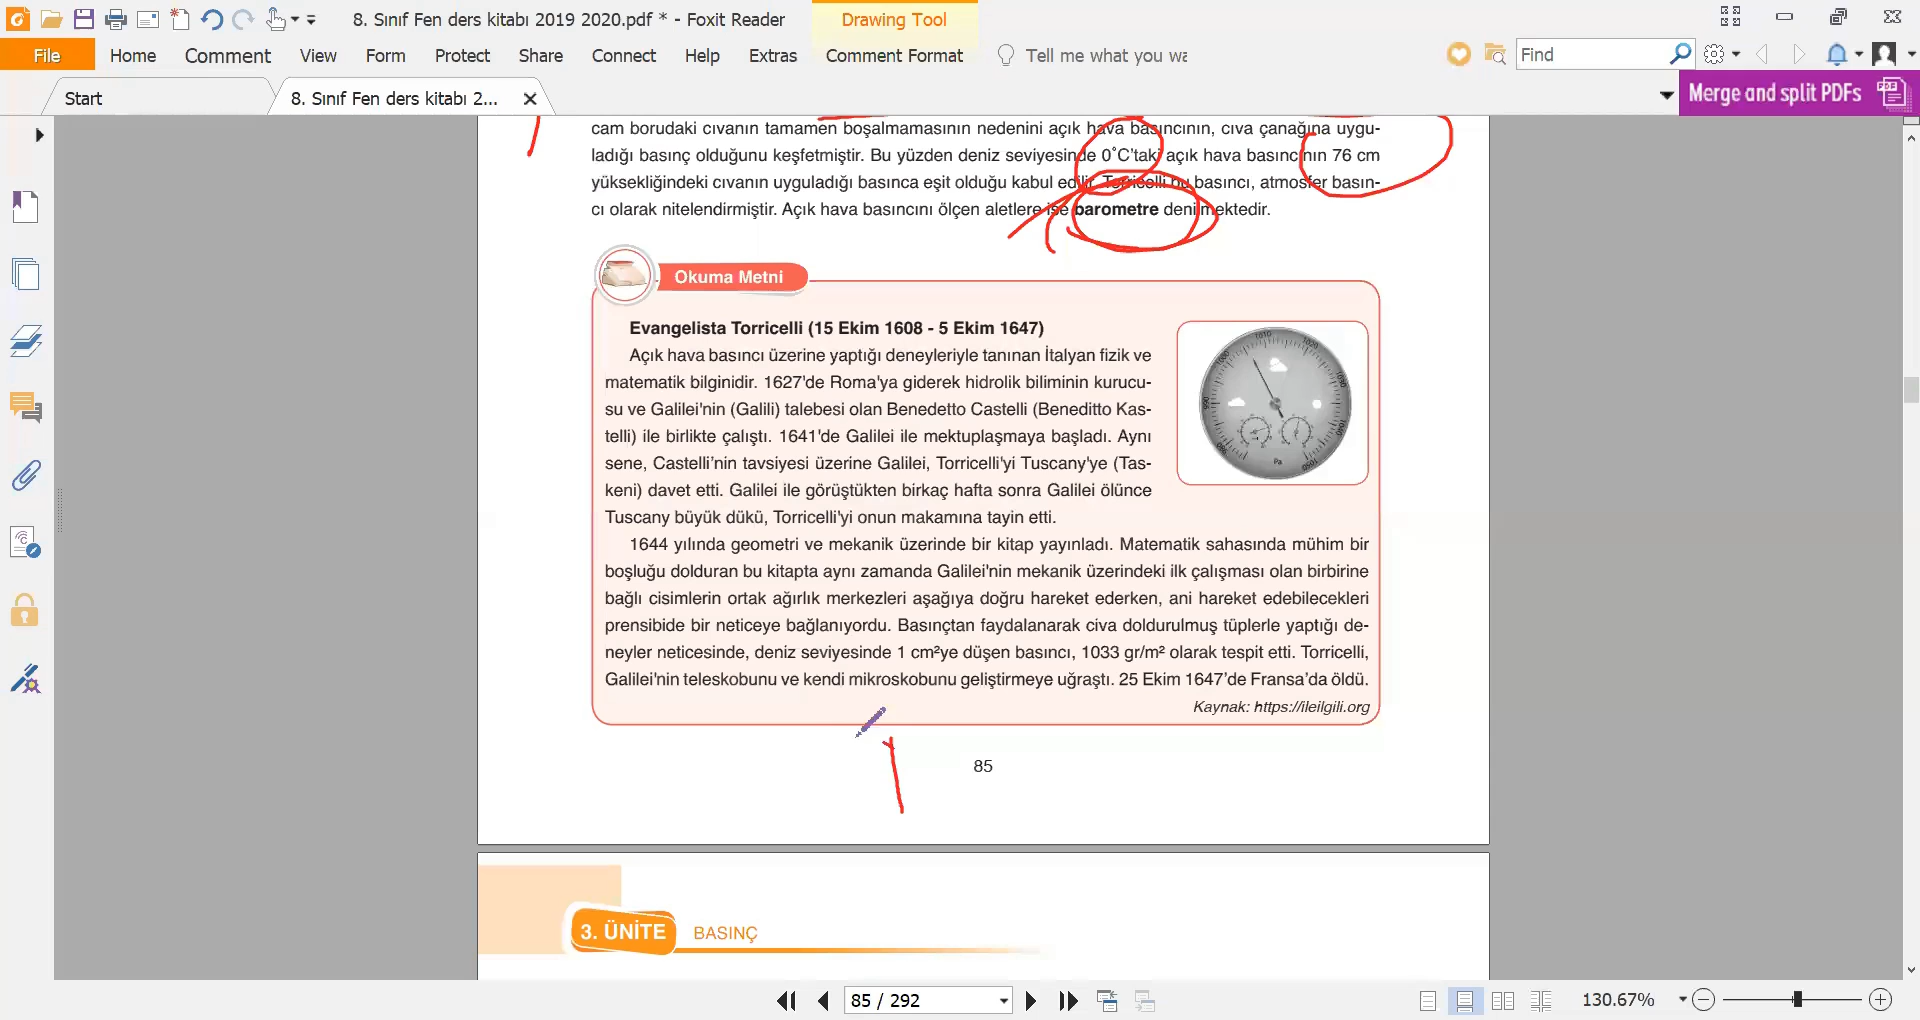 8. Sınıf Fen ders kitabı 2019 2020.pdf * - Foxit Reader
Drawing Tool
File Home Comment View Form Protect Share Connect Help Extras Comment Format Tell me what you wa Find
Start
8. Sınıf Fen ders kitabı 2...
Merge and split PDFs
cam borudaki cıvanın tamamen boşalmamasının nedenini açık hava basıncının, cıva çanağına uygu-
ladığı basınç olduğunu keşfetmiştir. Bu yüzden deniz seviyesinde 0˚C'taki açık hava basıncının 76 cm
yüksekliğindeki cıvanın uyguladığı basınca eşit olduğu kabul edilir. Torricelli bu basıncı, atmosfer basın-
cı olarak nitelendirmiştir. Açık hava basıncını ölçen aletlere ise barometre denilmektedir.
Okuma Metni
Evangelista Torricelli (15 Ekim 1608 - 5 Ekim 1647)
Açık hava basıncı üzerine yaptığı deneyleriyle tanınan İtalyan fizik ve
matematik bilginidir. 1627'de Roma'ya giderek hidrolik biliminin kurucu-
su ve Galilei'nin (Galili) talebesi olan Benedetto Castelli (Beneditto Kas-
telli) ile birlikte çalıştı. 1641'de Galilei ile mektuplaşmaya başladı. Aynı
sene, Castelli'nin tavsiyesi üzerine Galilei, Torricelli'yi Tuscany'ye (Tas-
keni) davet etti. Galilei ile görüştükten birkaç hafta sonra Galilei ölünce
Tuscany büyük dükü, Torricelli'yi onun makamına tayin etti.
1644 yılında geometri ve mekanik üzerinde bir kitap yayınladı. Matematik sahasında mühim bir
boşluğu dolduran bu kitapta aynı zamanda Galilei'nin mekanik üzerindeki ilk çalışması olan birbirine
bağlı cisimlerin ortak ağırlık merkezleri aşağıya doğru hareket ederken, ani hareket edebilecekleri
prensibide bir neticeye bağlanıyordu. Basınçtan faydalanarak civa doldurulmuş tüplerle yaptığı de-
neyler neticesinde, deniz seviyesinde 1 cm²ye düşen basıncı, 1033 gr/m² olarak tespit etti. Torricelli,
Galilei'nin teleskobunu ve kendi mikroskobunu geliştirmeye uğraştı. 25 Ekim 1647'de Fransa'da öldü.
Kaynak: https://ileilgili.org
1000 1010 1020
Pa
85
3. ÜNİTE BASINÇ
85 / 292
130.67%